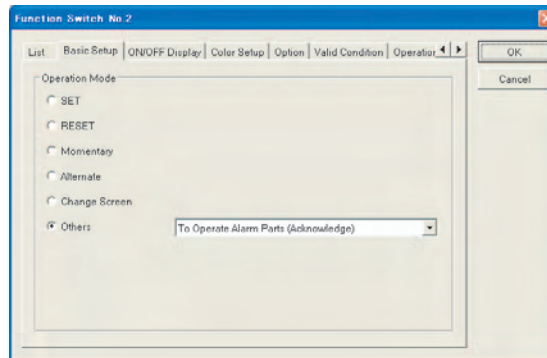 Function Switch No.2
List Basic Setup ON/OFF Display Color Setup Option Valid Condition Operation
OK
Cancel
Operation Mode
SET
RESET
Momentary
Alternate
Change Screen
Others To Operate Alarm Parts (Acknowledge)